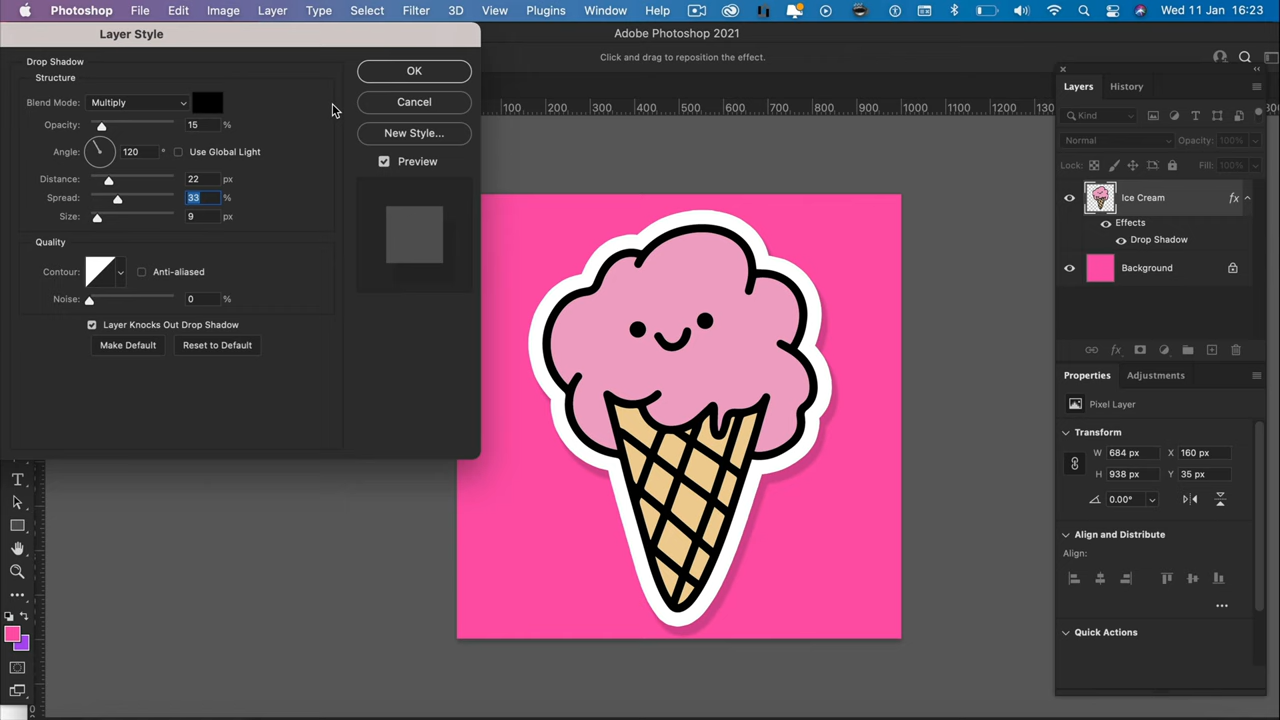 Photoshop File Edit Image Layer Type Select Filter 3D View Plugins Window Help Wed 11 Jan 16:23
Layer Style
Adobe Photoshop 2021
Click and drag to reposition the effect.
Drop Shadow
Structure
Blend Mode: Multiply
Opacity: 15 %
Angle: 120 ° Use Global Light
Distance: 22 px
Spread: 33 %
Size: 9 px
Quality
Contour: Anti-aliased
Noise: 0 %
Layer Knocks Out Drop Shadow
Make Default Reset to Default
OK
Cancel
New Style...
Preview
100 200 300 400 500 600 700 800 900 1000 1100 1200 1300
Layers History
Kind
Normal Opacity: 100%
Lock: Fill: 100%
Ice Cream fx
Effects
Drop Shadow
Background
fx
Properties Adjustments
Pixel Layer
Transform
W 684 px X 160 px
H 938 px Y 35 px
0.00°
Align and Distribute
Align:
Quick Actions
T